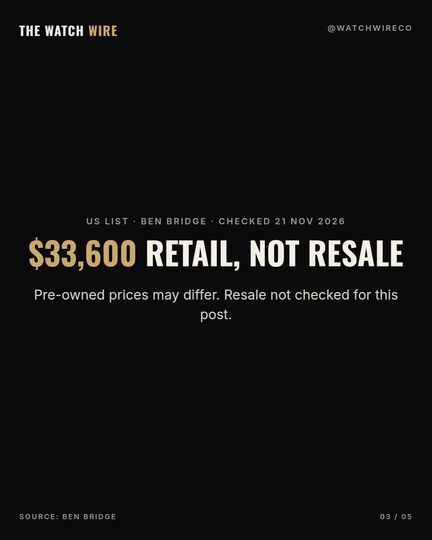 THE WATCH WIRE
@WATCHWIRECO
US LIST · BEN BRIDGE · CHECKED 21 NOV 2026
$33,600 RETAIL, NOT RESALE
Pre-owned prices may differ. Resale not checked for this
post.
SOURCE: BEN BRIDGE
03 / 05